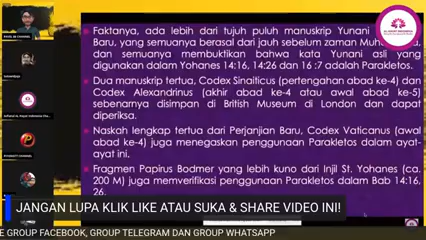 Faktanya, ada lebih dari tujuh puluh manuskrip Yunani
Baru, yang semuanya berasal dari jauh sebelum zaman
dan semuanya membuktikan bahwa kata Yunani asli yang
digunakan dalam Yohanes 14:16, 14:26 dan 16 :7 adalah Parakletos.
Dua manuskrip tertua, Codex Sinaiticus (pertengahan abad ke-4) dan
Codex Alexandrinus (akhir abad ke-4 atau awal abad ke-5)
sebenarnya disimpan di British Museum di London dan dapat
diperiksa.
Naskah lengkap tertua dari Perjanjian Baru, Codex Vaticanus (awal
abad ke-4) juga menegaskan penggunaan Parakletos dalam ayat-
ayat ini.
Fragmen Papirus Bodmer yang lebih kuno dari Injil St. Yohanes (ca.
200 M) juga memverifikasi penggunaan Parakletos dalam Bab 14:16,
26.
JANGAN LUPA KLIK LIKE ATAU SUKA & SHARE VIDEO INI!
E GROUP FACEBOOK, GROUP TELEGRAM DAN GROUP WHATSAPP